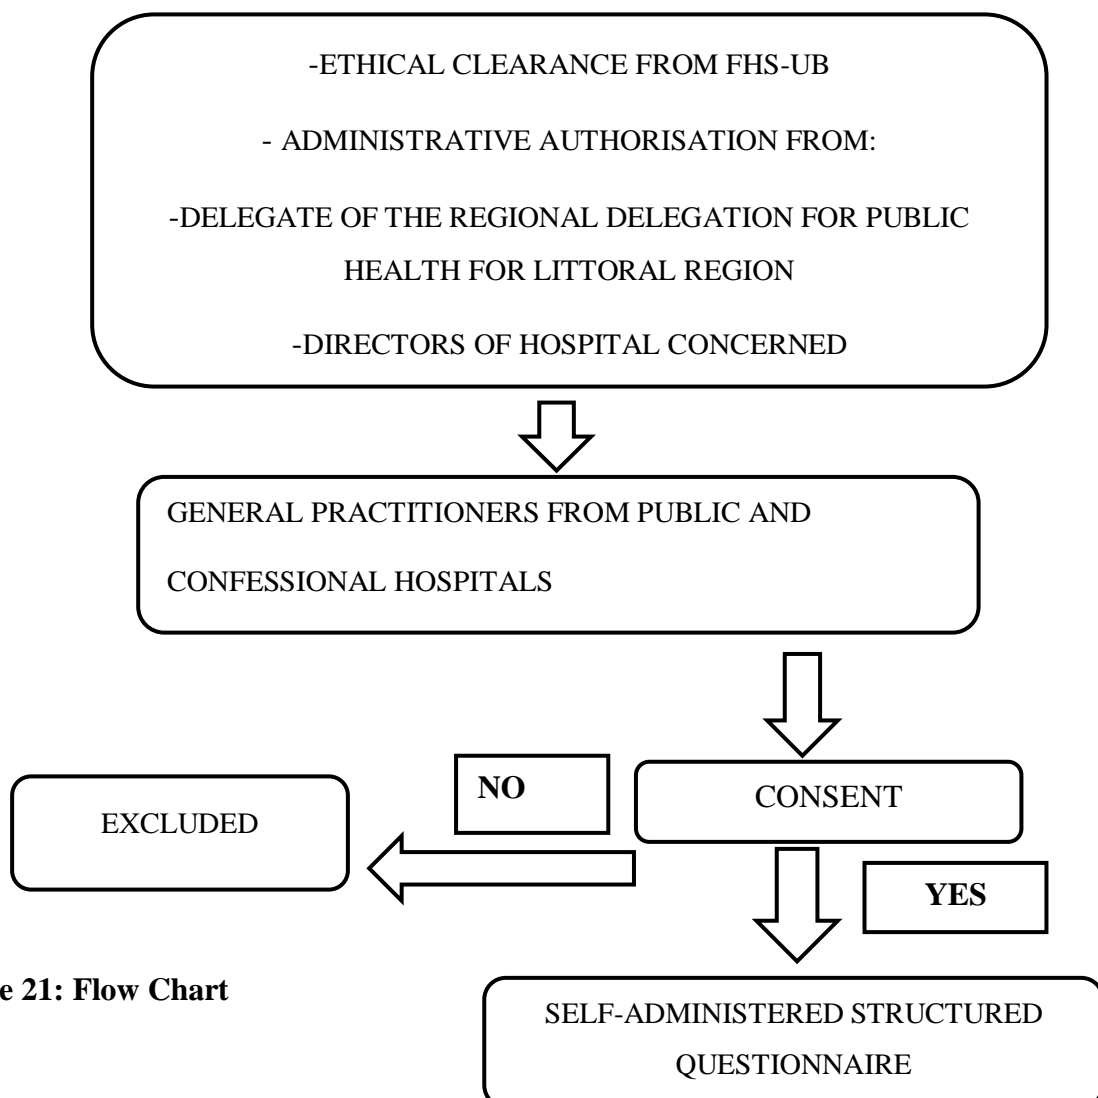 -ETHICAL CLEARANCE FROM FHS-UB
- ADMINISTRATIVE AUTHORISATION FROM:
-DELEGATE OF THE REGIONAL DELEGATION FOR PUBLIC
HEALTH FOR LITTORAL REGION
-DIRECTORS OF HOSPITAL CONCERNED
GENERAL PRACTITIONERS FROM PUBLIC AND
CONFESSIONAL HOSPITALS
NO
CONSENT
EXCLUDED
YES
e 21: Flow Chart
SELF-ADMINISTERED STRUCTURED
QUESTIONNAIRE